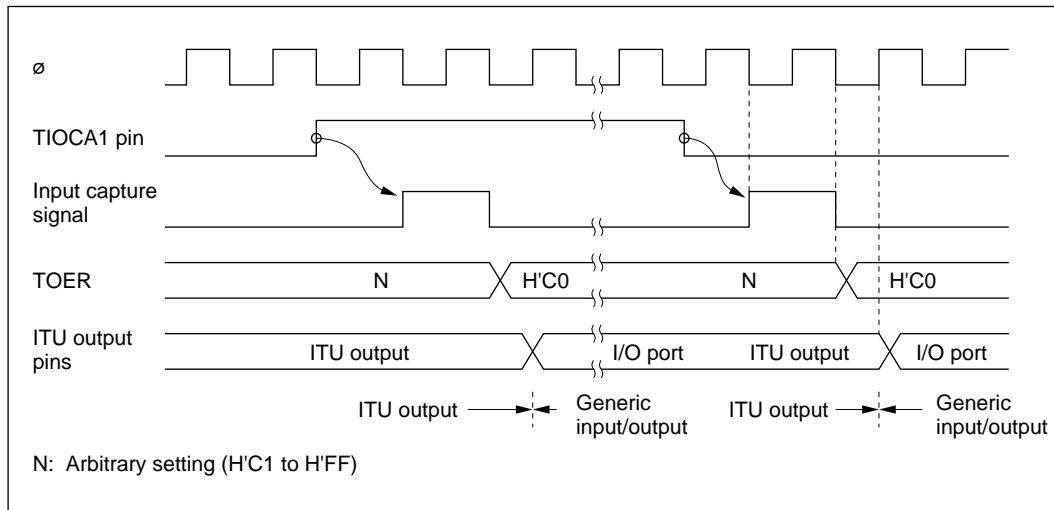 ø
TIOCA1 pin
Input capture
signal
TOER
N
H'C0
N
H'C0
ITU output
pins
ITU output
I/O port
ITU output
I/O port
ITU output
Generic
input/output
ITU output
Generic
input/output
N: Arbitrary setting (H'C1 to H'FF)